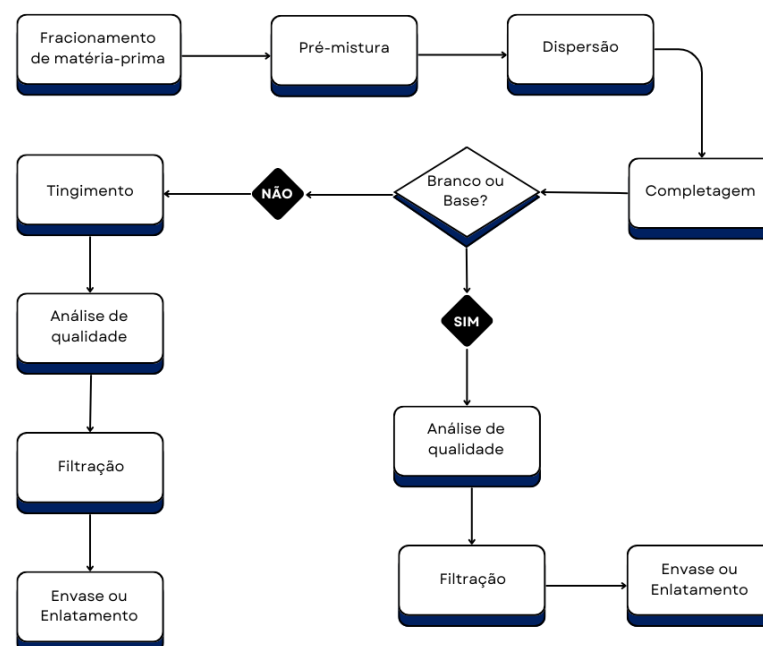 Fracionamento
de matéria-prima
Pré-mistura
Dispersão
Completagem
Branco ou
Base?
NÃO
Tingimento
Análise de
qualidade
Filtração
Envase ou
Enlatamento
SIM
Análise de
qualidade
Filtração
Envase ou
Enlatamento